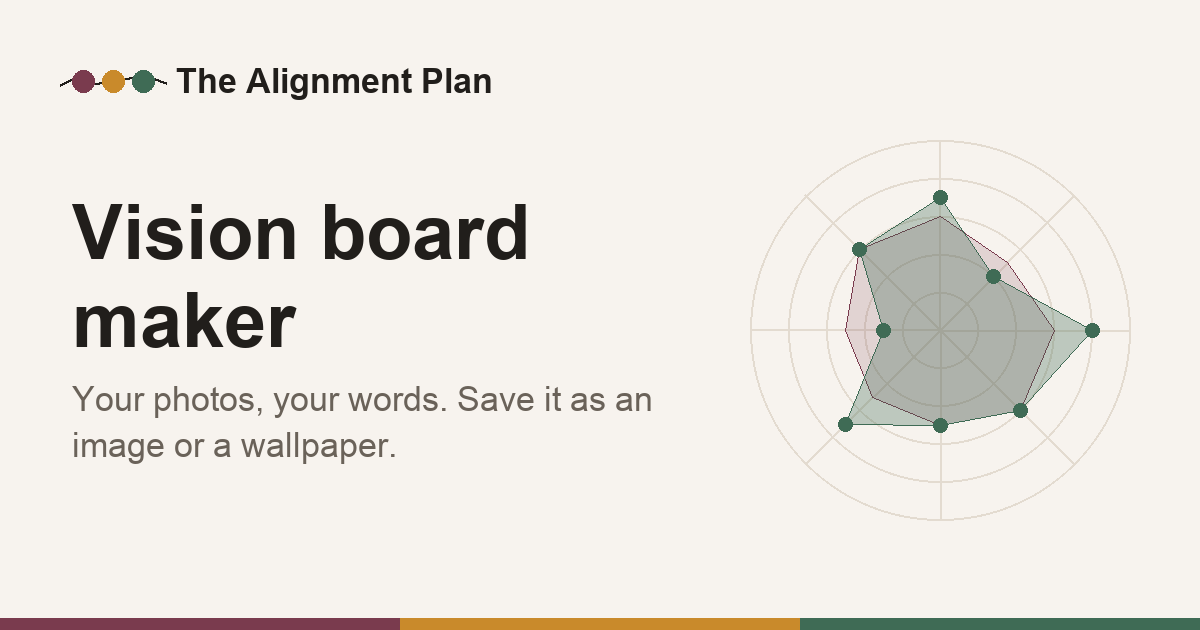 The Alignment Plan
Vision board
maker
Your photos, your words. Save it as an
image or a wallpaper.